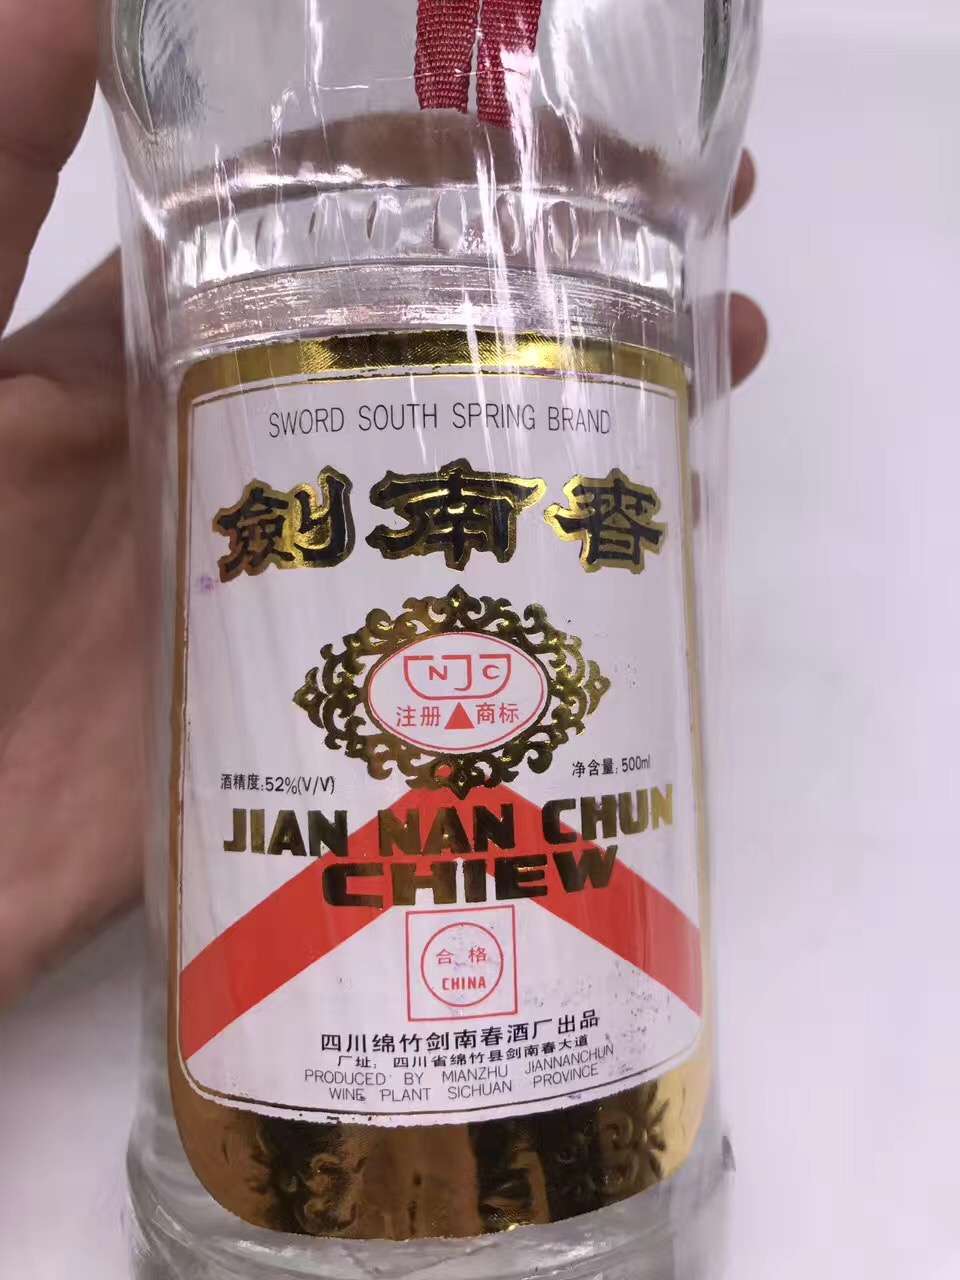 SWORD SOUTH SPRING BRAND
劍南春
NJC
注册 商标
酒精度:52%(V/V)
净含量:500ml
JIAN NAN CHUN
CHIEW
合格
CHINA
四川绵竹剑南春酒厂出品
厂址:四川省绵竹县剑南春大道
PRODUCED BY MIANZHU JIANNANCHUN
WINE PLANT SICHUAN PROVINCE